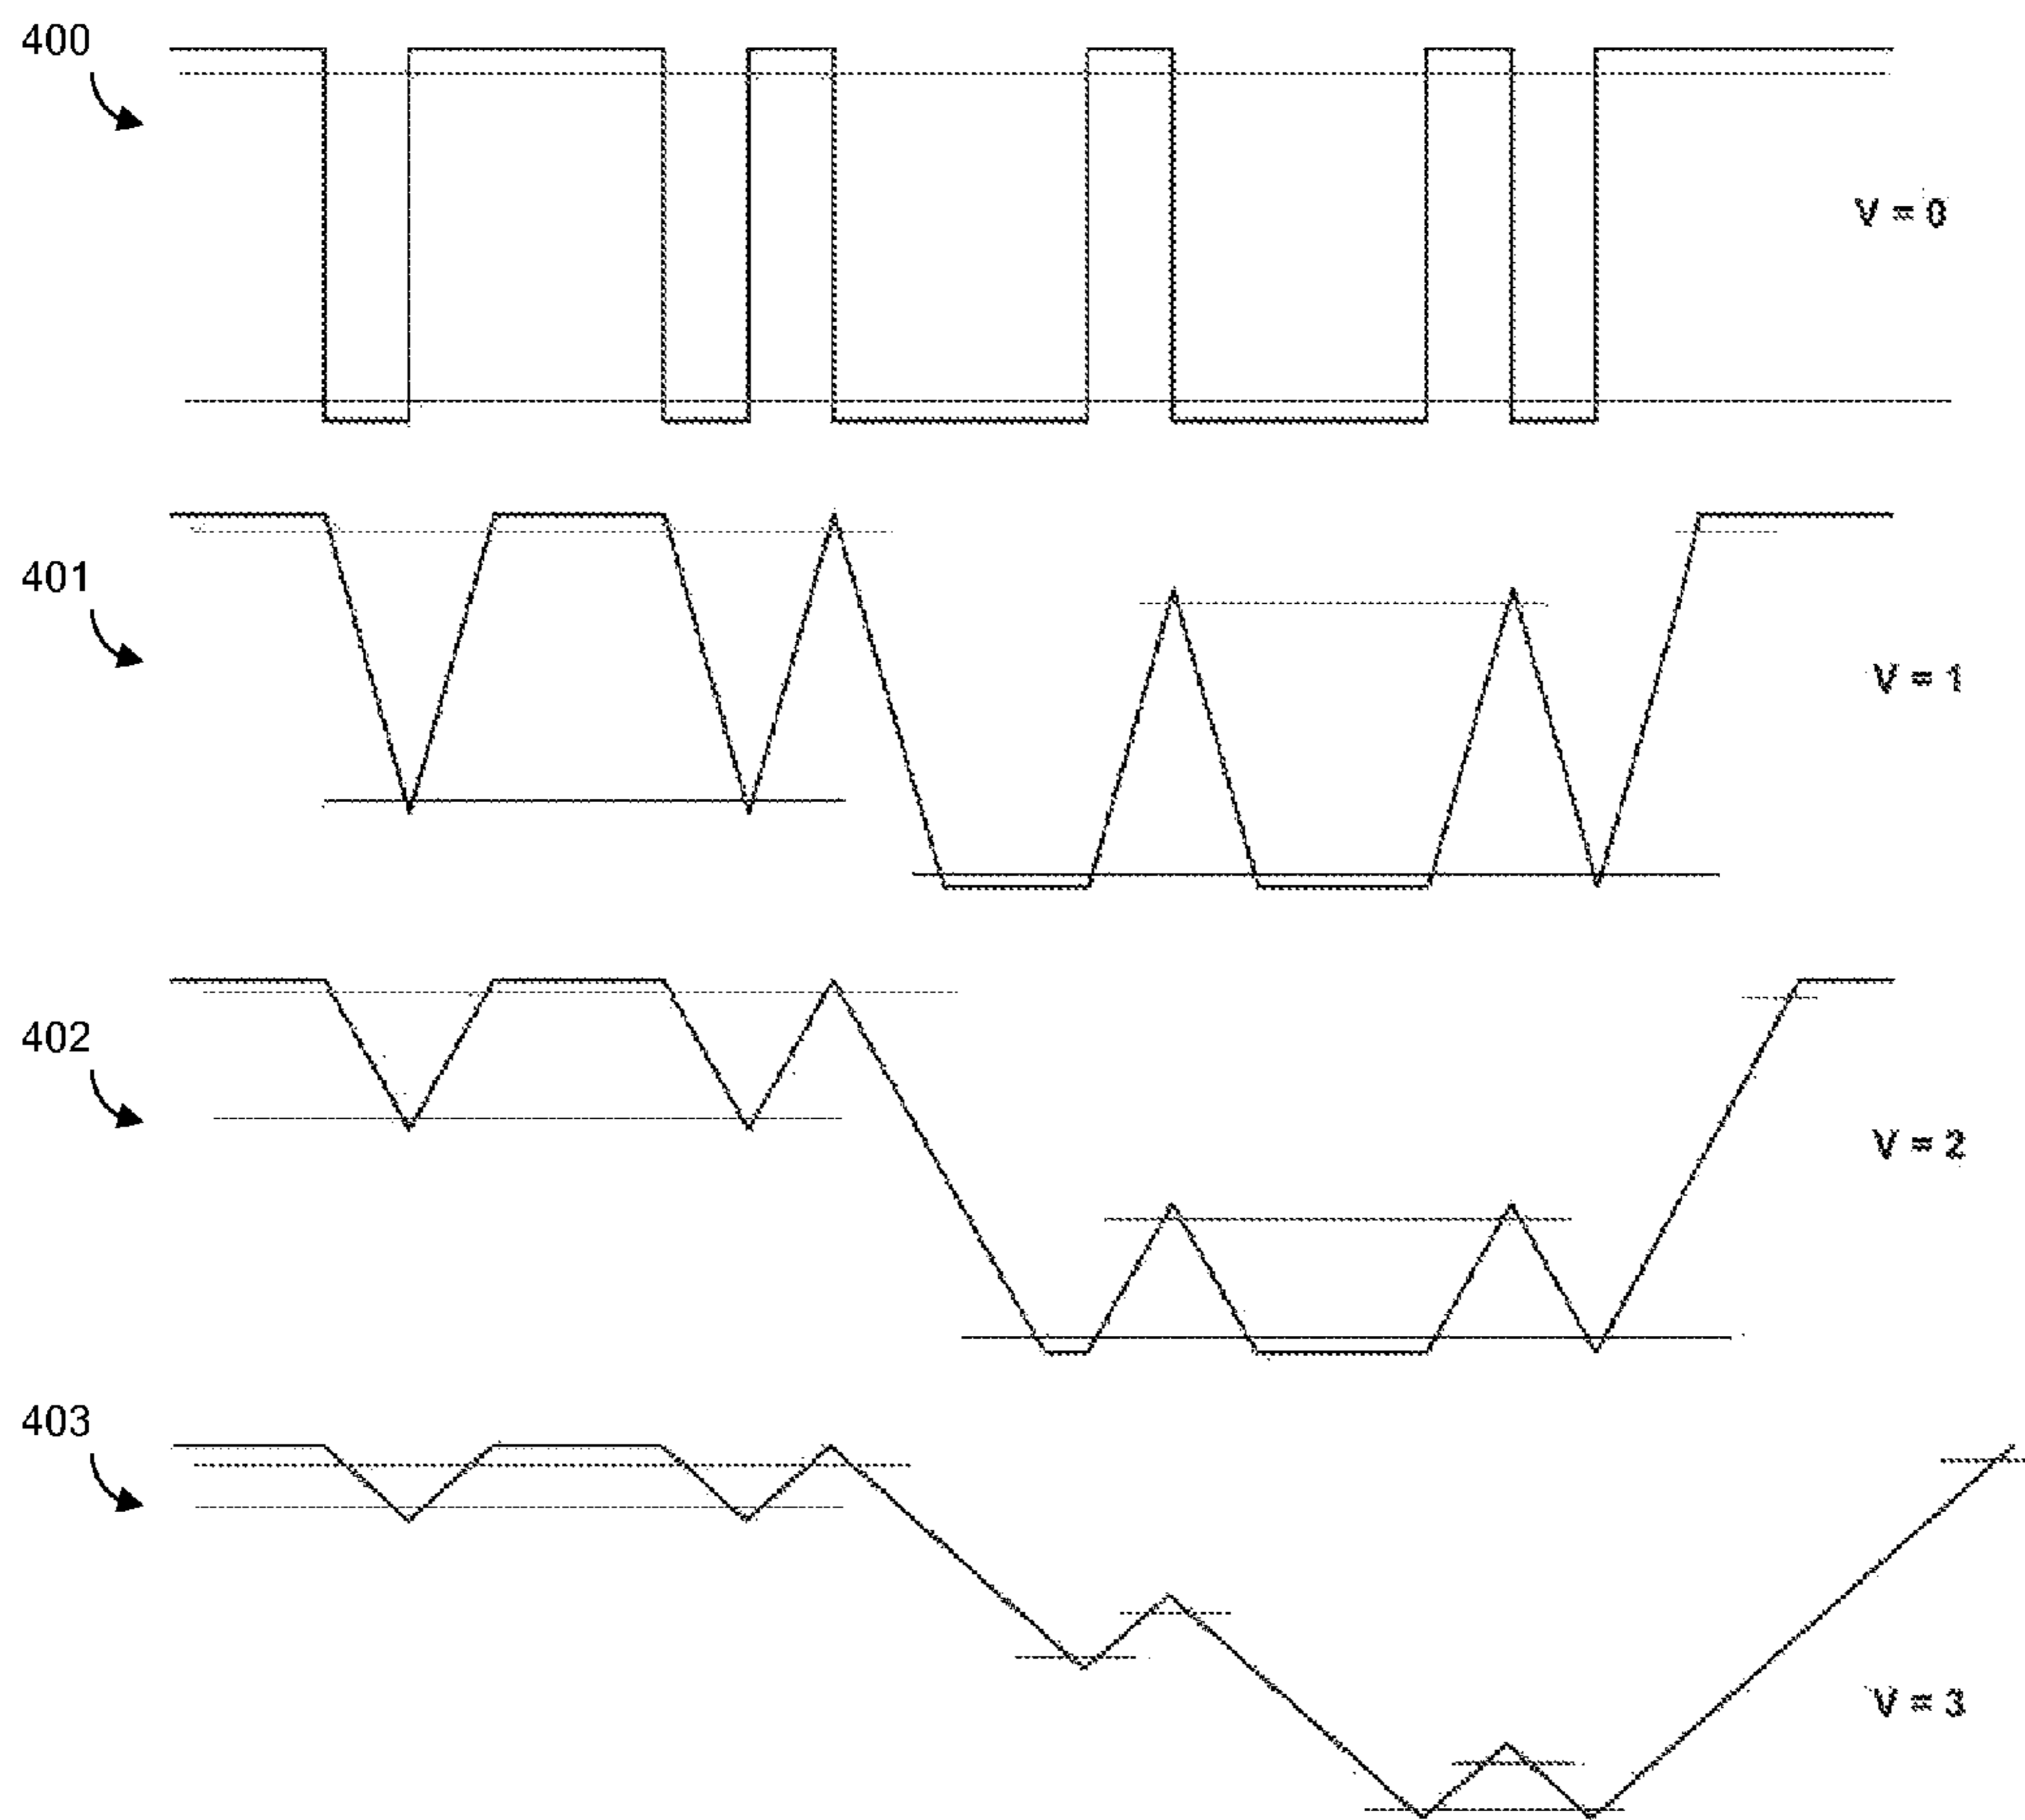 400
V = 0
401
V = 1
402
V = 2
403
V = 3